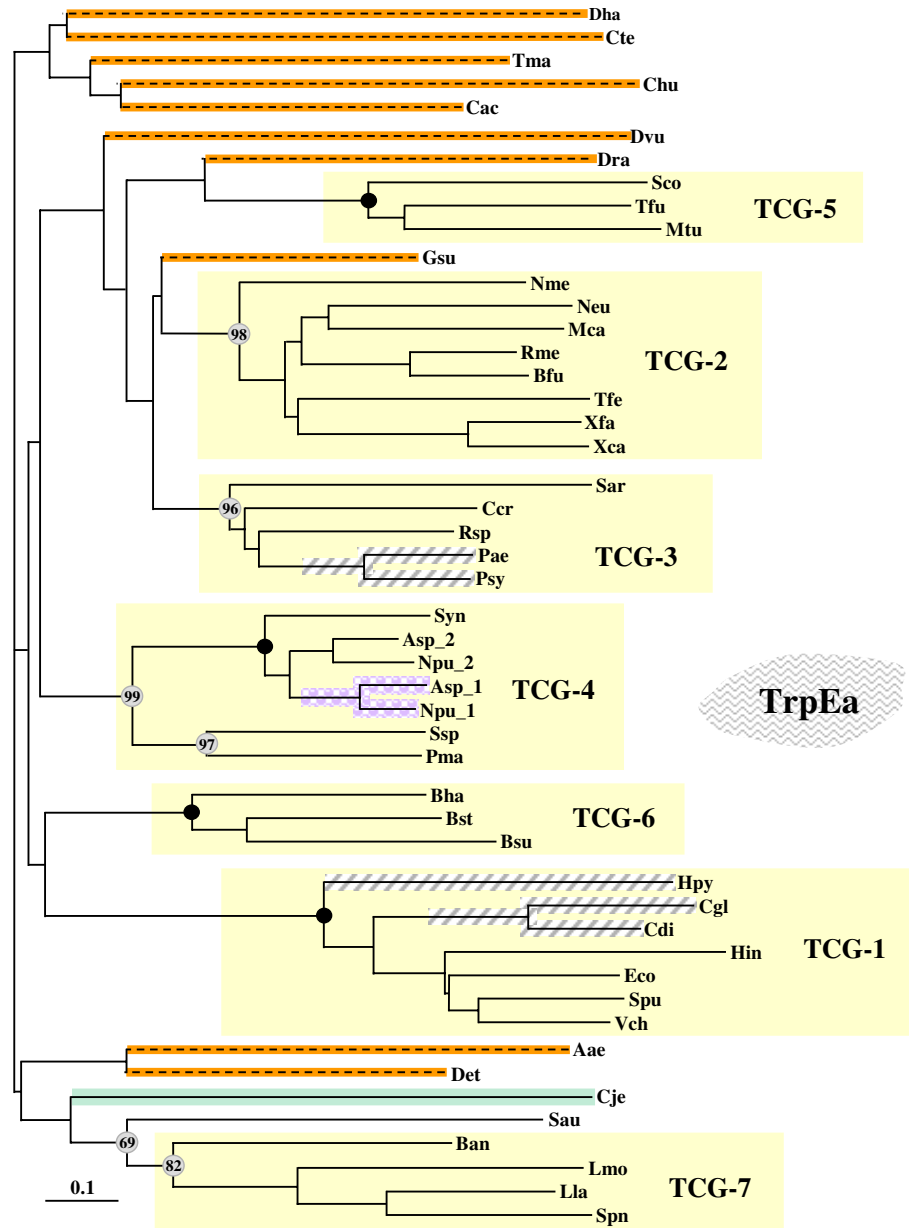 Dha
Cte
Tma
Chu
Cac
Dvu
Dra
Sco
TCG-5
Tfu
Mtu
Gsu
Nme
Neu
98
Mca
Rme
TCG-2
Bfu
Tfe
Xfa
Xca
Sar
96
Ccr
Rsp
Pae
TCG-3
Psy
Syn
Asp_2
Npu_2
Asp_1
TCG-4
99
TrpEa
Npu_1
Ssp
97
Pma
Bha
Bst
TCG-6
Bsu
Hpy
Cgl
Cdi
Hin
TCG-1
Eco
Spu
Vch
Aae
Det
Cje
Sau
69
Ban
82
Lmo
0.1
TCG-7
Lla
Spn